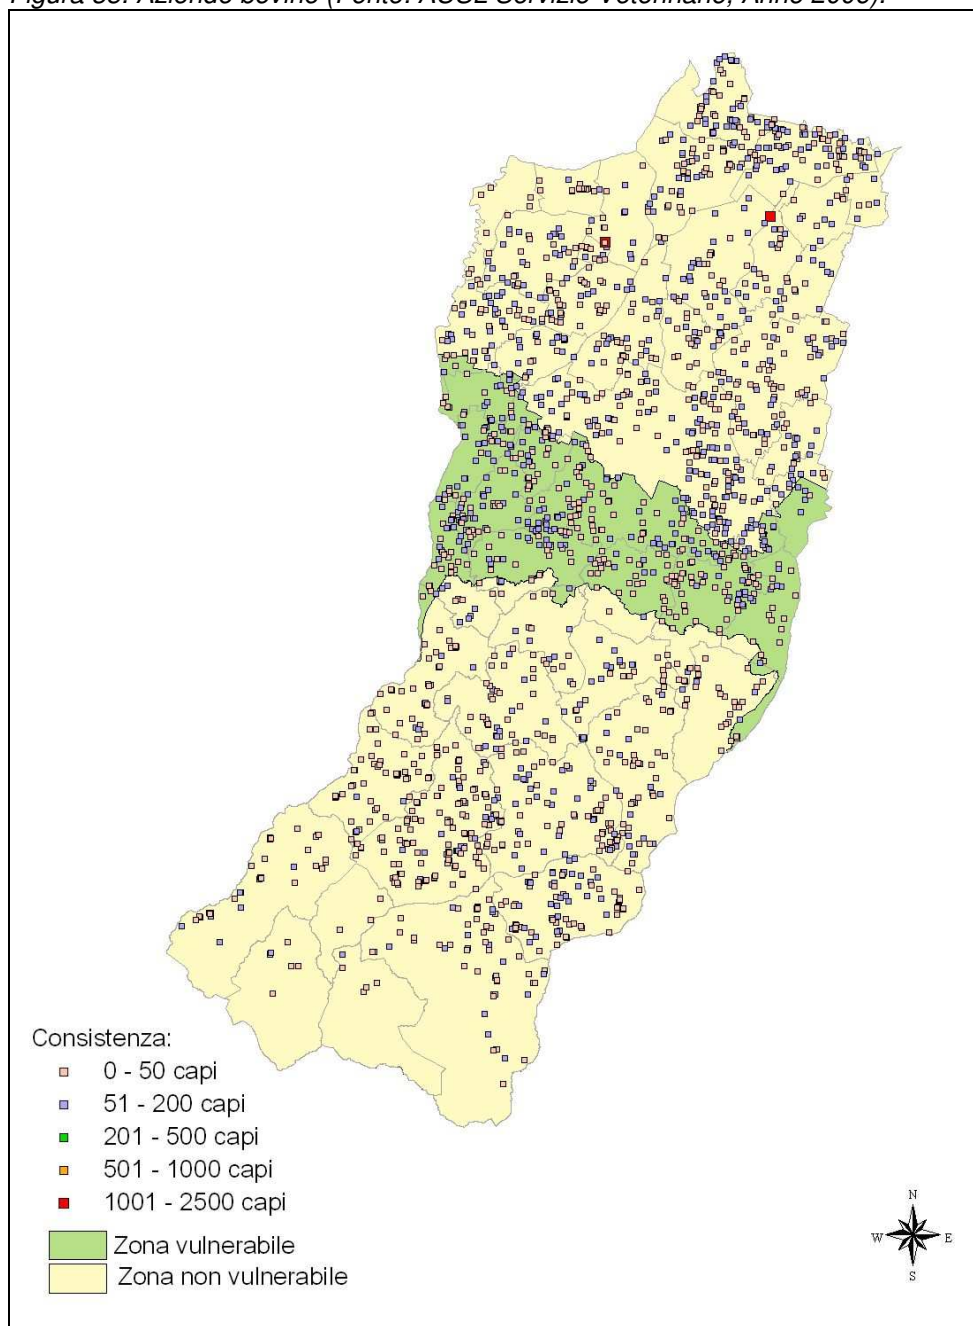 Consistenza:
0 - 50 capi
51 - 200 capi
201 - 500 capi
501 - 1000 capi
1001 - 2500 capi
Zona vulnerabile
Zona non vulnerabile
N
W E
S